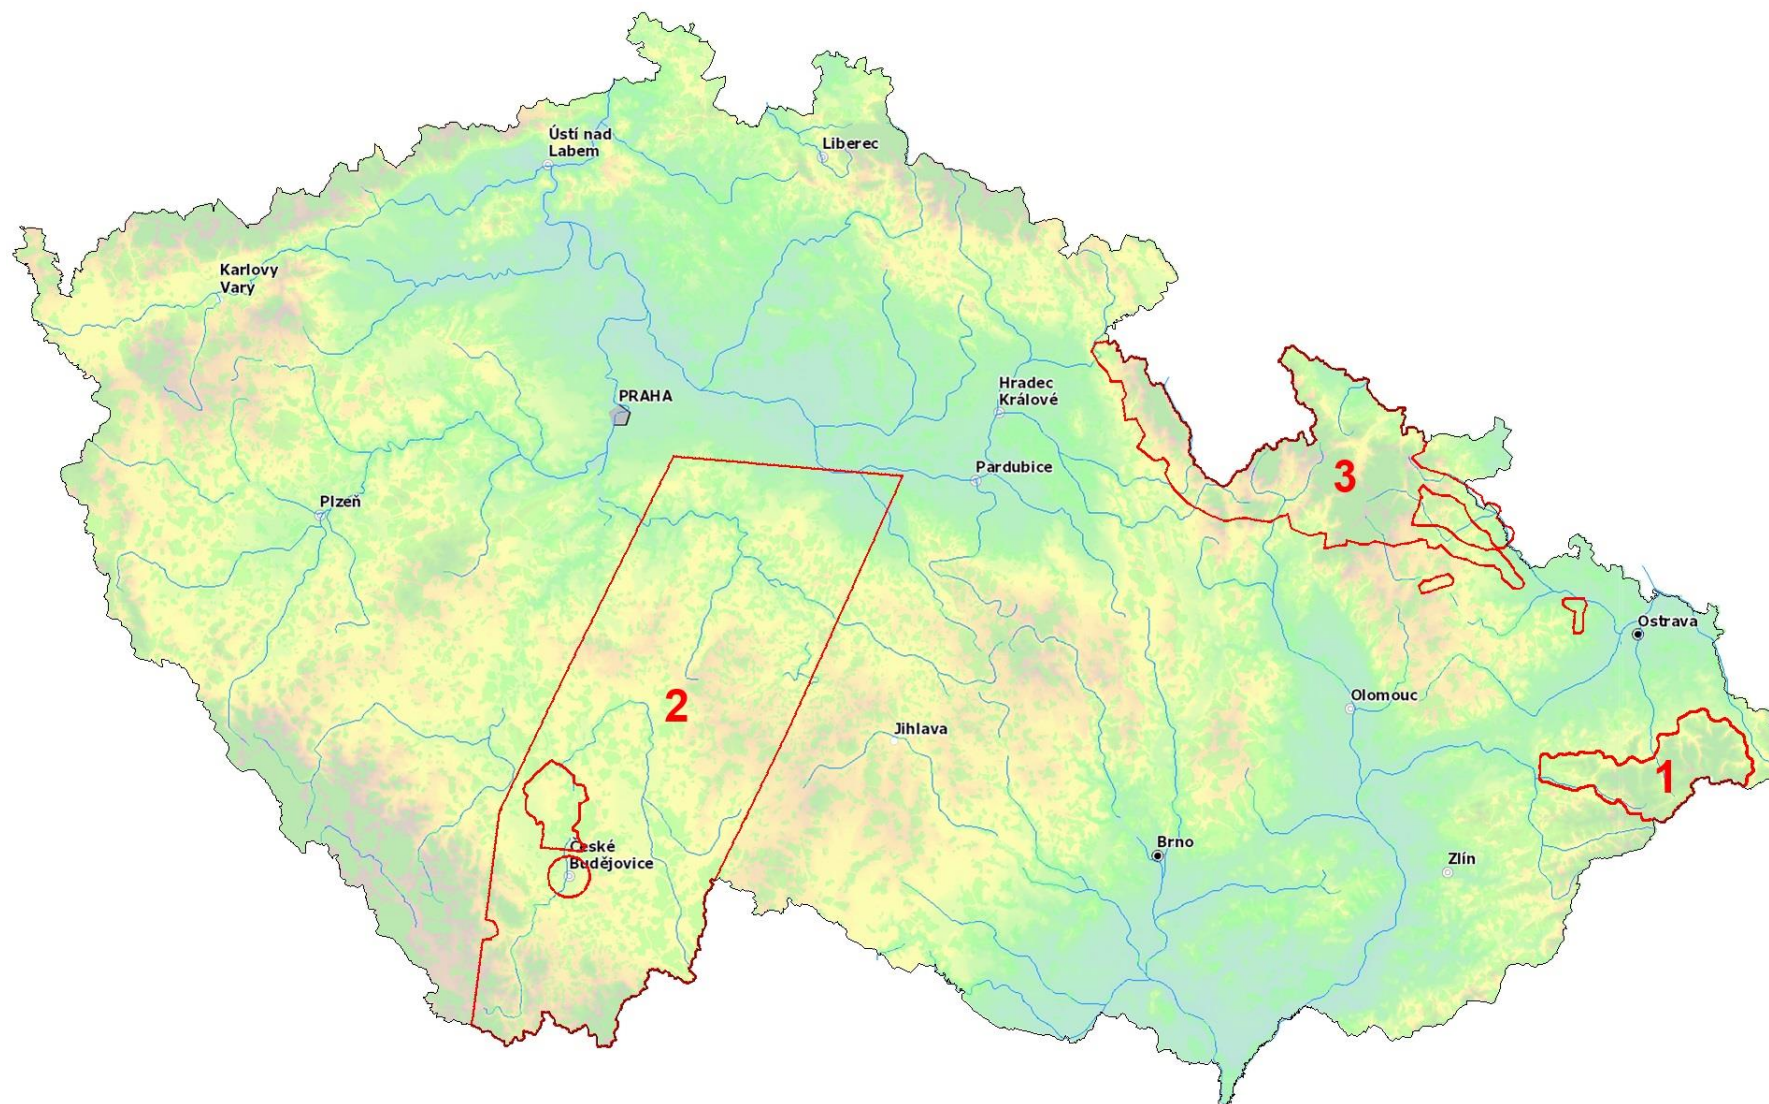 Ústí nad
Labem
Liberec
Karlovy
Vary
PRAHA
Hradec
Králové
Plzeň
Pardubice
3
Ostrava
2
Olomouc
Jihlava
1
České
Budějovice
Brno
Zlín